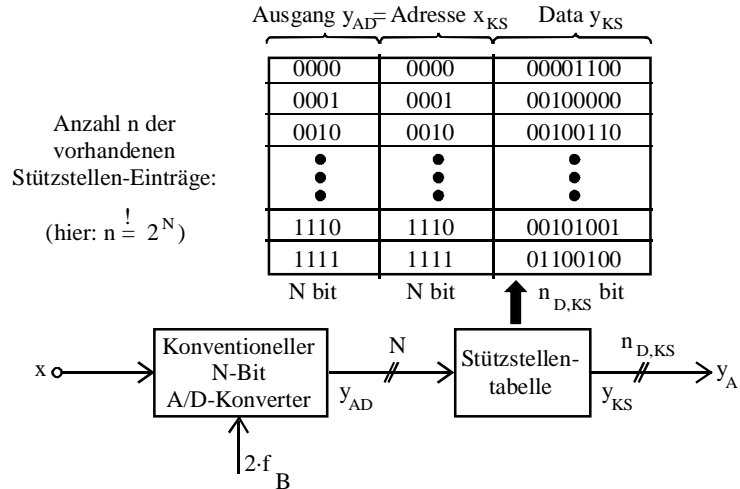 Ausgang y_AD = Adresse x_KS Data y_KS
0000 0000 00001100
0001 0001 00100000
0010 0010 00100110
1110 1110 00101001
1111 1111 01100100
N bit N bit n_D,KS bit
Anzahl n der
vorhandenen
Stützstellen-Einträge:
(hier: n =! 2^N)
x
Konventioneller
N-Bit
A/D-Konverter
N
y_AD
Stützstellen-
tabelle
n_D,KS
y_KS
y_A
2·f_B